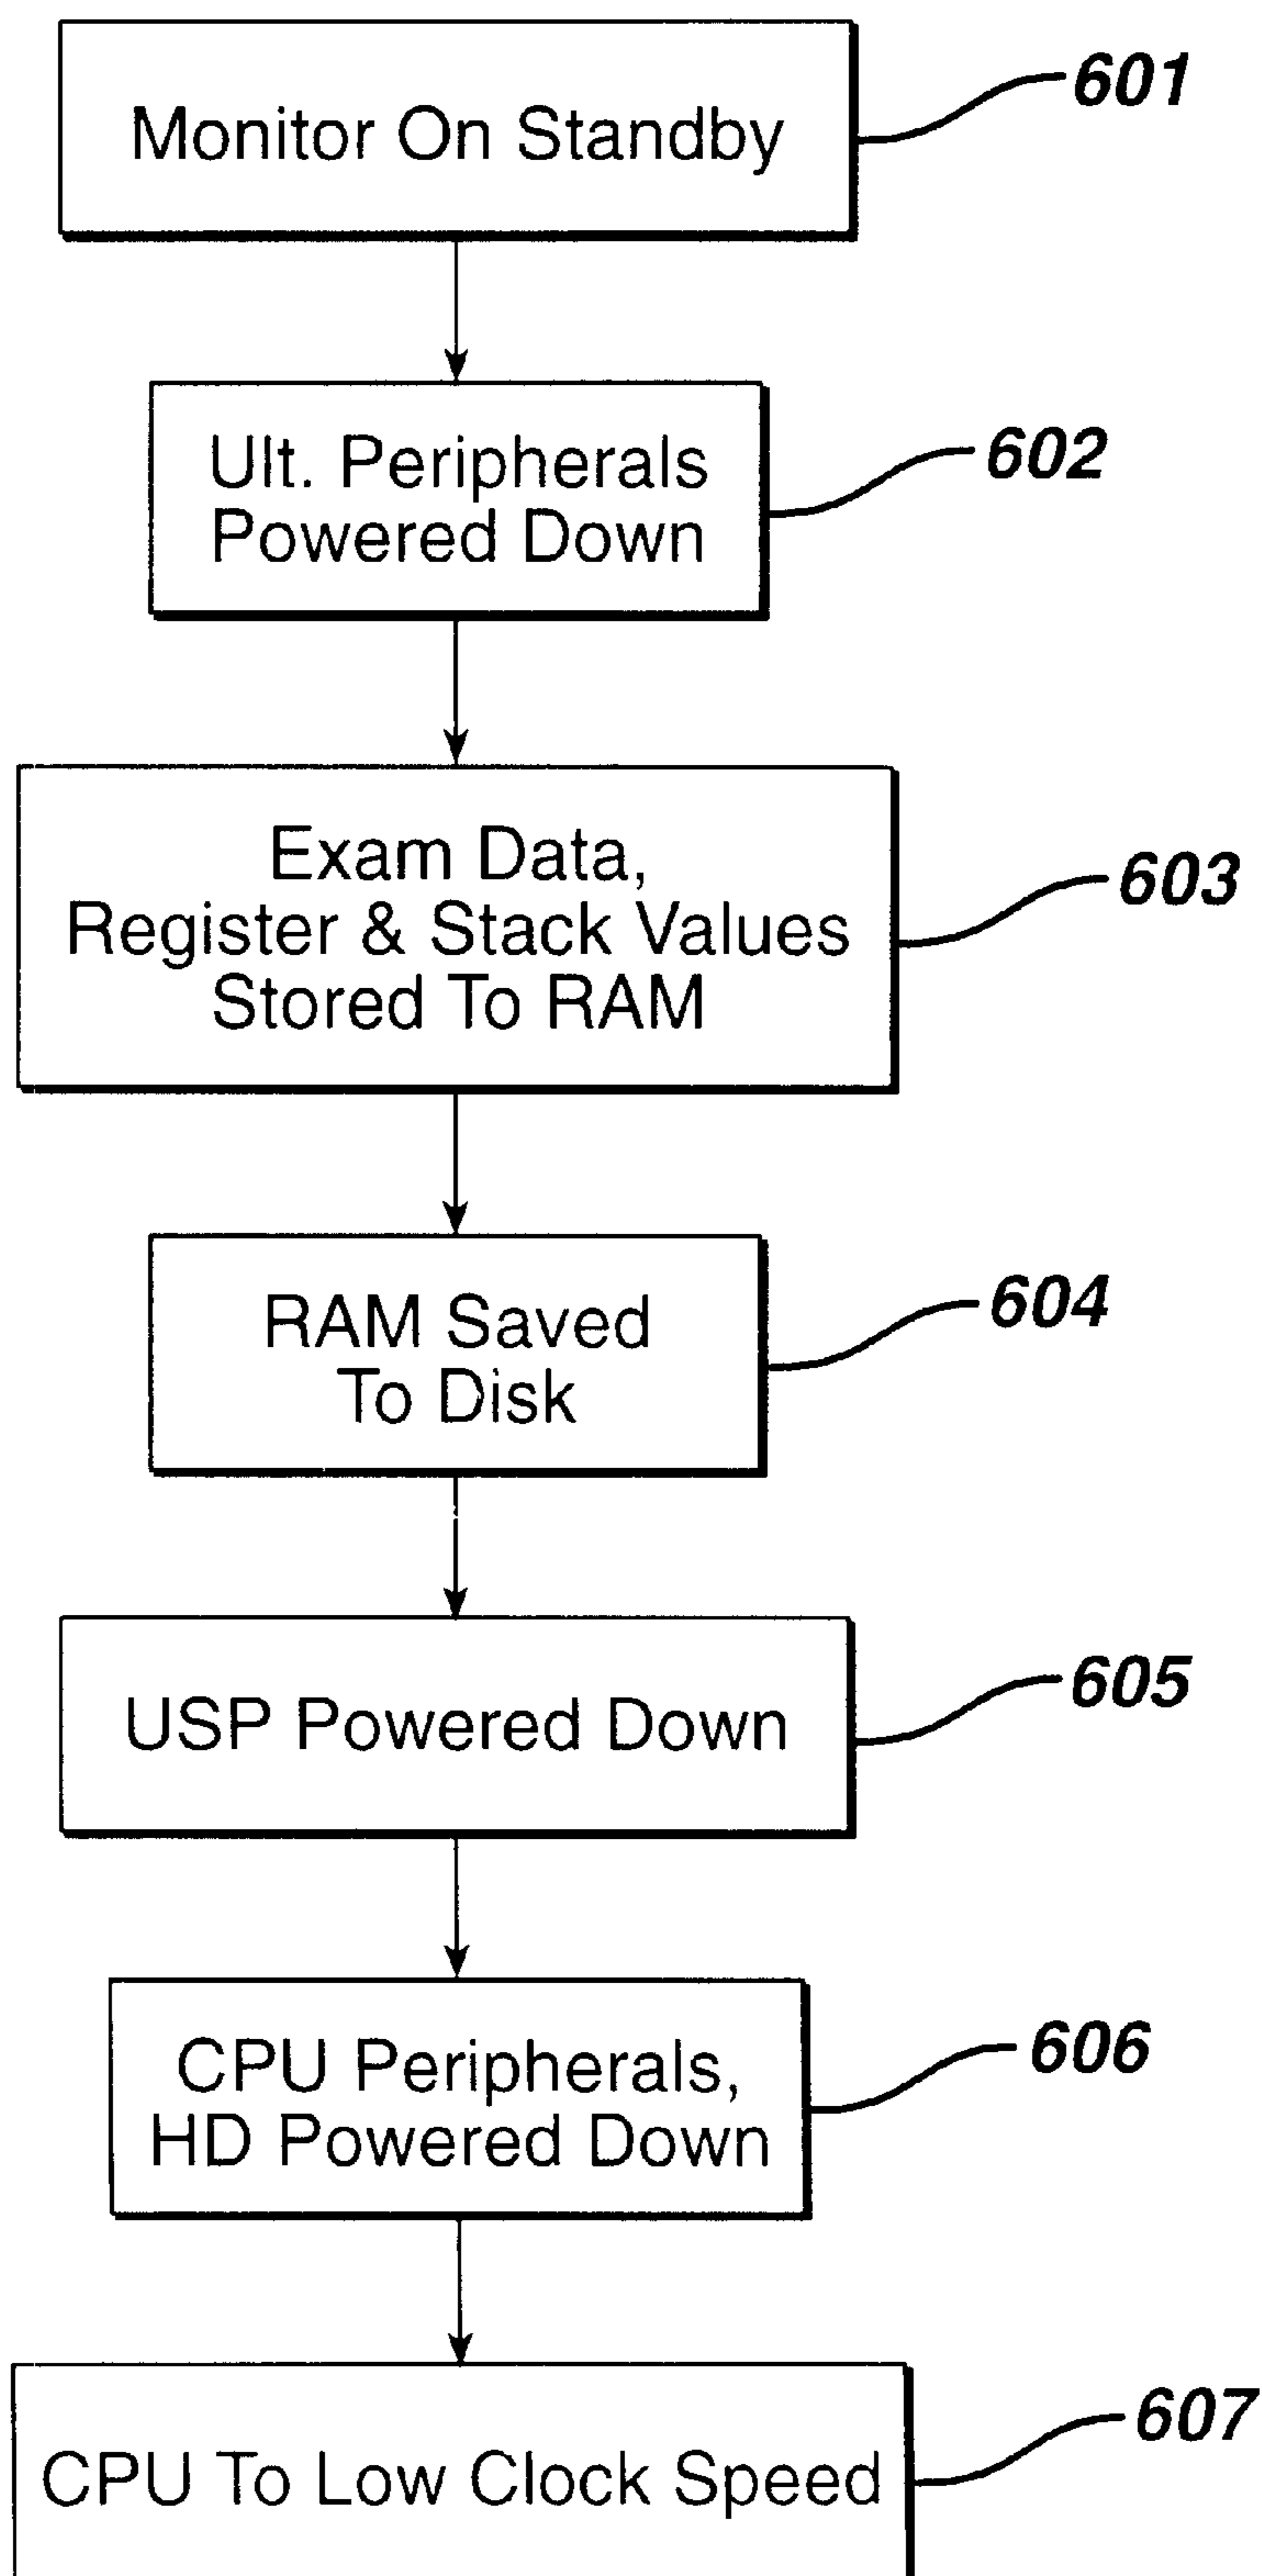 Monitor On Standby
601
Ult. Peripherals
Powered Down
602
Exam Data,
Register & Stack Values
Stored To RAM
603
RAM Saved
To Disk
604
USP Powered Down
605
CPU Peripherals,
HD Powered Down
606
CPU To Low Clock Speed
607